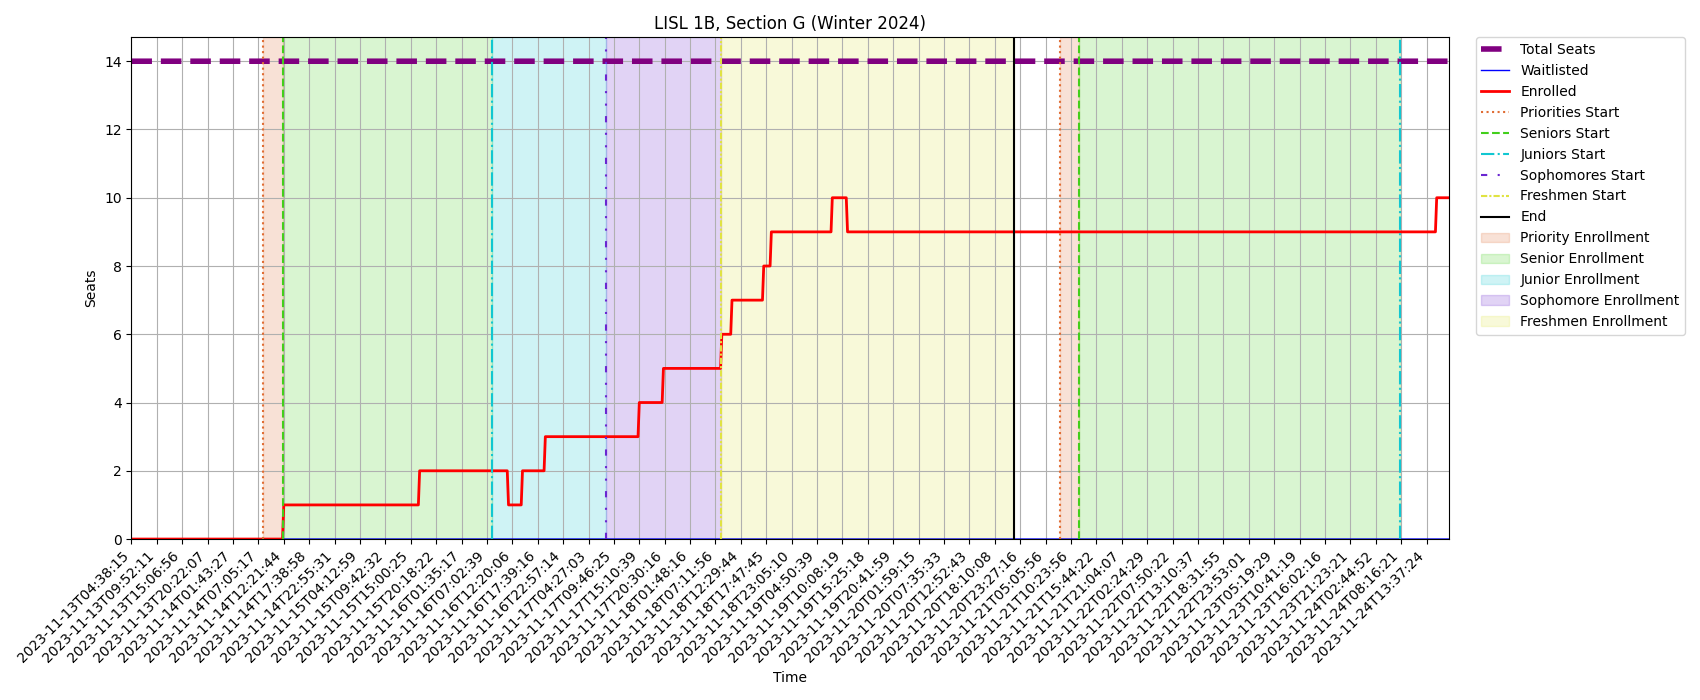 LISL 1B, Section G (Winter 2024)
Total Seats
Waitlisted
Enrolled
Priorities Start
Seniors Start
Juniors Start
Sophomores Start
Freshmen Start
End
Priority Enrollment
Senior Enrollment
Junior Enrollment
Sophomore Enrollment
Freshmen Enrollment
Seats
14
12
10
8
6
4
2
0
2023-11-13T04:38:15
2023-11-13T09:52:11
2023-11-13T15:06:56
2023-11-13T20:22:07
2023-11-14T01:43:27
2023-11-14T07:05:17
2023-11-14T12:21:44
2023-11-14T17:38:58
2023-11-14T22:55:31
2023-11-15T04:12:59
2023-11-15T09:42:32
2023-11-15T15:00:25
2023-11-15T20:18:22
2023-11-16T01:35:17
2023-11-16T07:02:39
2023-11-16T12:20:06
2023-11-16T17:39:16
2023-11-16T22:57:14
2023-11-17T04:27:03
2023-11-17T09:46:25
2023-11-17T15:10:39
2023-11-17T20:30:16
2023-11-18T01:48:16
2023-11-18T07:11:56
2023-11-18T12:29:44
2023-11-18T17:47:45
2023-11-18T23:05:10
2023-11-19T04:50:39
2023-11-19T10:08:19
2023-11-19T15:25:18
2023-11-19T20:41:59
2023-11-20T01:59:15
2023-11-20T07:35:33
2023-11-20T12:52:43
2023-11-20T18:10:08
2023-11-20T23:27:16
2023-11-21T05:05:56
2023-11-21T10:23:56
2023-11-21T15:44:22
2023-11-21T21:04:07
2023-11-22T02:24:29
2023-11-22T07:50:22
2023-11-22T13:10:37
2023-11-22T18:31:55
2023-11-22T23:53:01
2023-11-23T05:19:29
2023-11-23T10:41:19
2023-11-23T16:02:16
2023-11-23T21:23:21
2023-11-24T02:44:52
2023-11-24T08:16:21
2023-11-24T13:37:24
Time